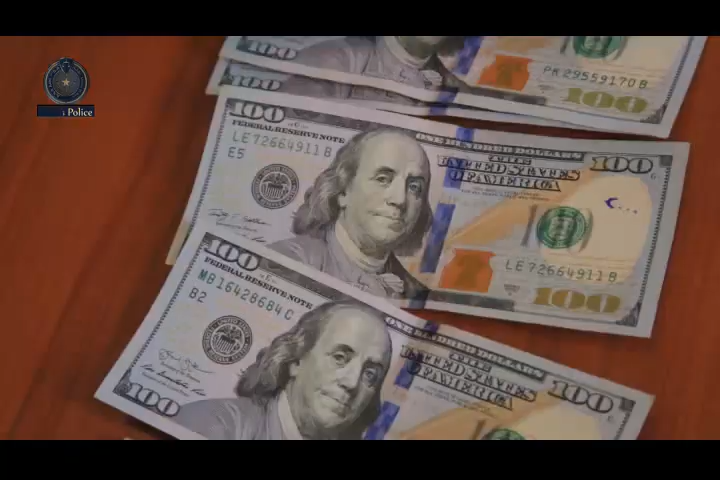 Police
100
100
PK 29559170 B
100
100
FEDERAL RESERVE NOTE
LE 72664911 B
E5
ONE HUNDRED DOLLARS
THE
UNITED STATES
OF AMERICA
100
LE 72664911 B
100
100
FEDERAL RESERVE NOTE
MB 16428684 C
B2
ONE HUNDRED DOLLARS
THE
UNITED STATES
OF AMERICA
100
100